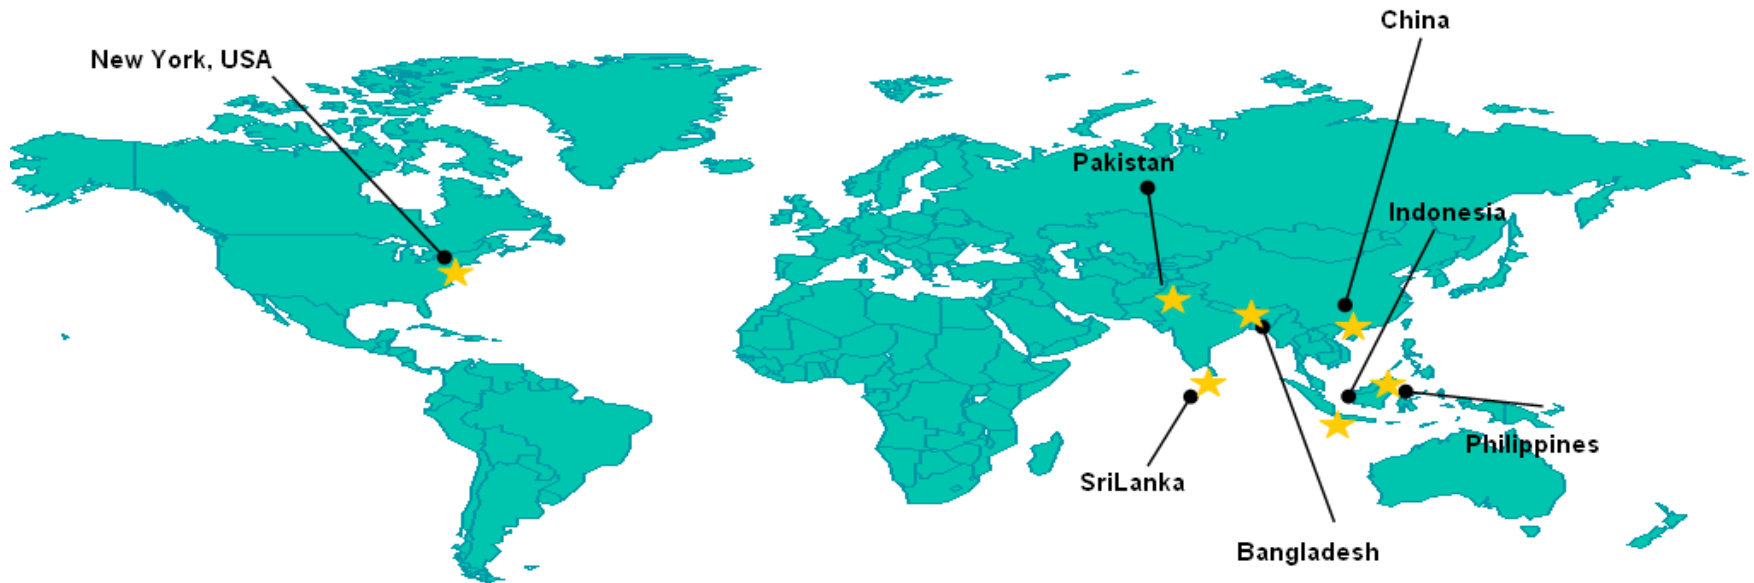 China
New York, USA
Pakistan
Indonesia
Philippines
SriLanka
Bangladesh